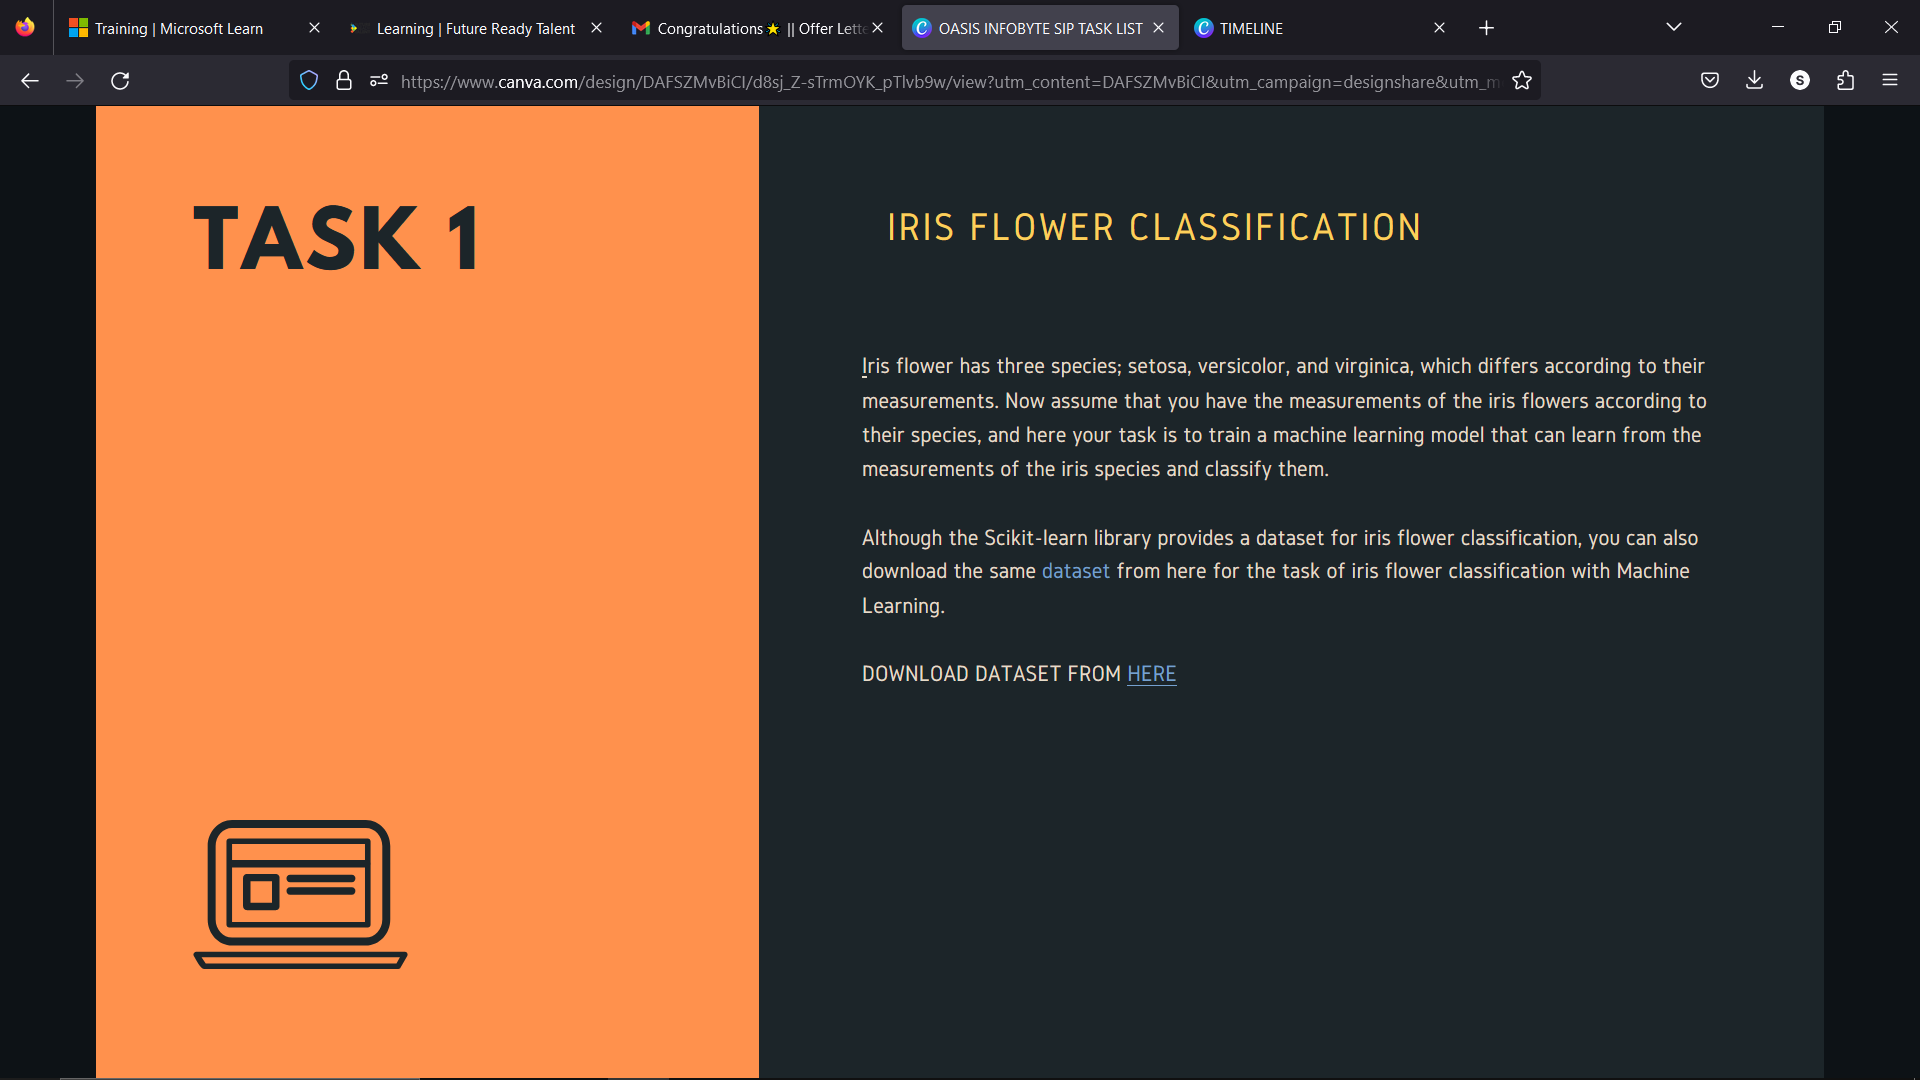 Training | Microsoft Learn
Learning | Future Ready Talent
Congratulations || Offer Lette
OASIS INFOBYTE SIP TASK LIST
TIMELINE
https://www.canva.com/design/DAFSZMvBiCI/d8sj_Z-sTrmOYK_pTlvb9w/view?utm_content=DAFSZMvBiCI&utm_campaign=designshare&utm_m
S
TASK 1
IRIS FLOWER CLASSIFICATION
Iris flower has three species; setosa, versicolor, and virginica, which differs according to their
measurements. Now assume that you have the measurements of the iris flowers according to
their species, and here your task is to train a machine learning model that can learn from the
measurements of the iris species and classify them.
Although the Scikit-learn library provides a dataset for iris flower classification, you can also
download the same dataset from here for the task of iris flower classification with Machine
Learning.
DOWNLOAD DATASET FROM HERE